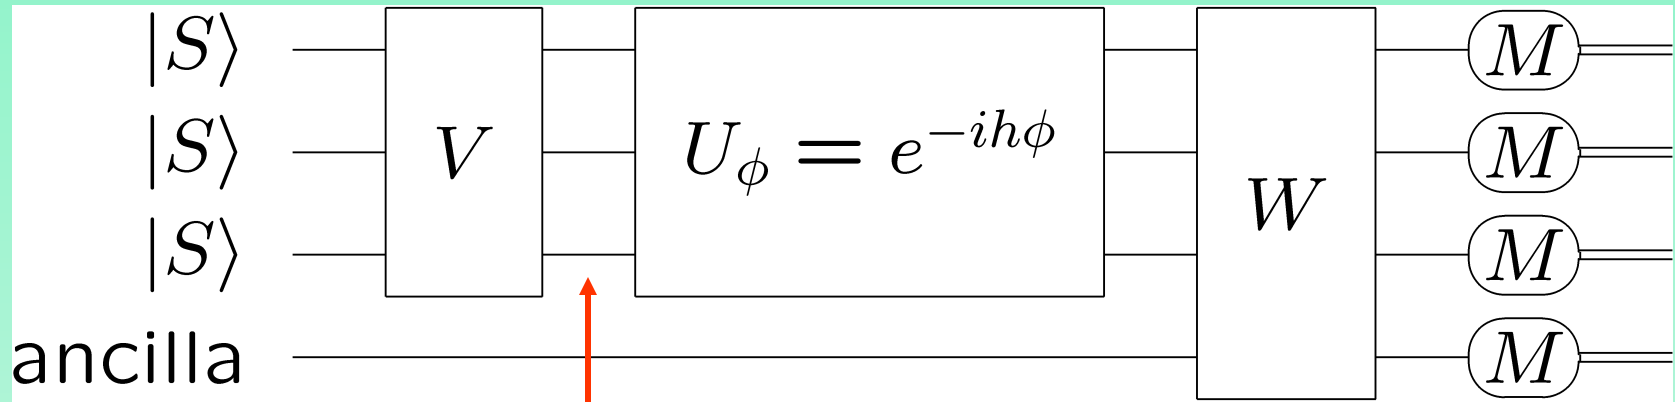 |S⟩ M
|S⟩ V U_ϕ = e^{−ihϕ} M
|S⟩ W M
ancilla M